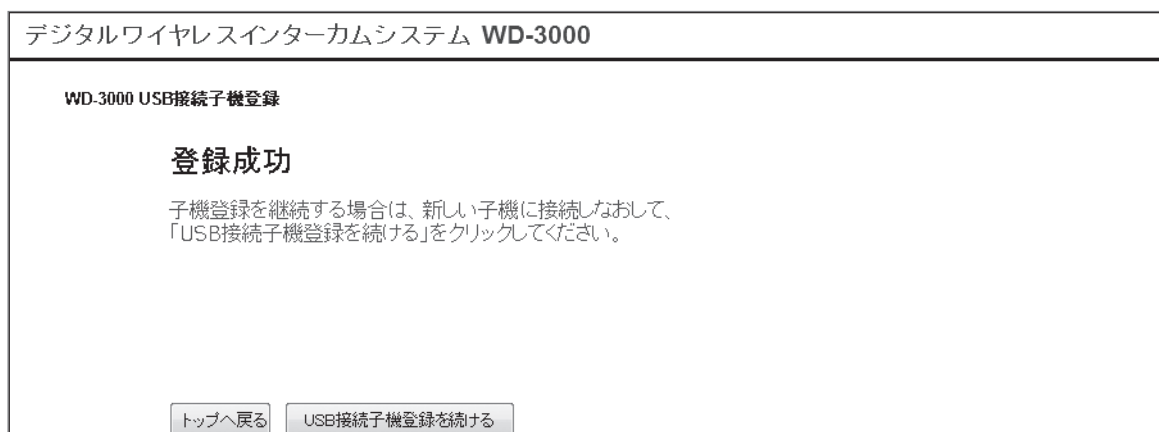 デジタルワイヤレスインターカムシステム WD-3000
WD-3000 USB接続子機登録
登録成功
子機登録を継続する場合は、新しい子機に接続しなおして、
「USB接続子機登録を続ける」をクリックしてください。
トップへ戻る USB接続子機登録を続ける